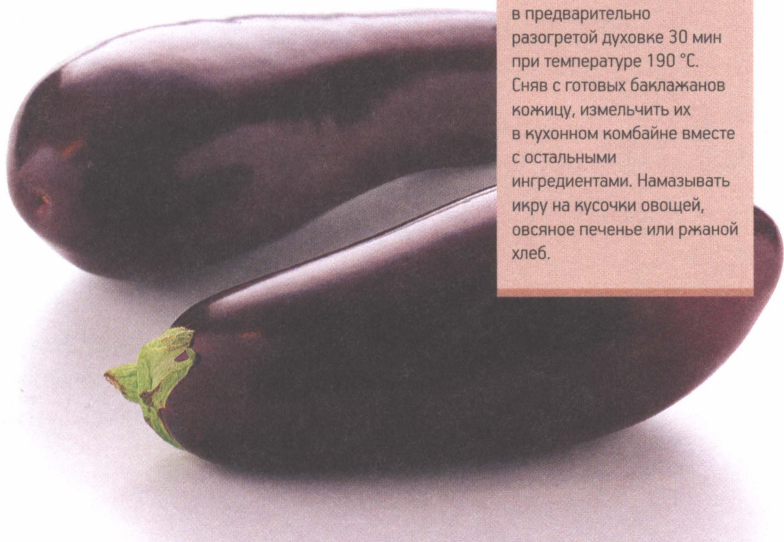 в предварительно
разогретой духовке 30 мин
при температуре 190 °С.
Сняв с готовых баклажанов
кожицу, измельчить их
в кухонном комбайне вместе
с остальными
ингредиентами. Намазывать
икру на кусочки овощей,
овсяное печенье или ржаной
хлеб.